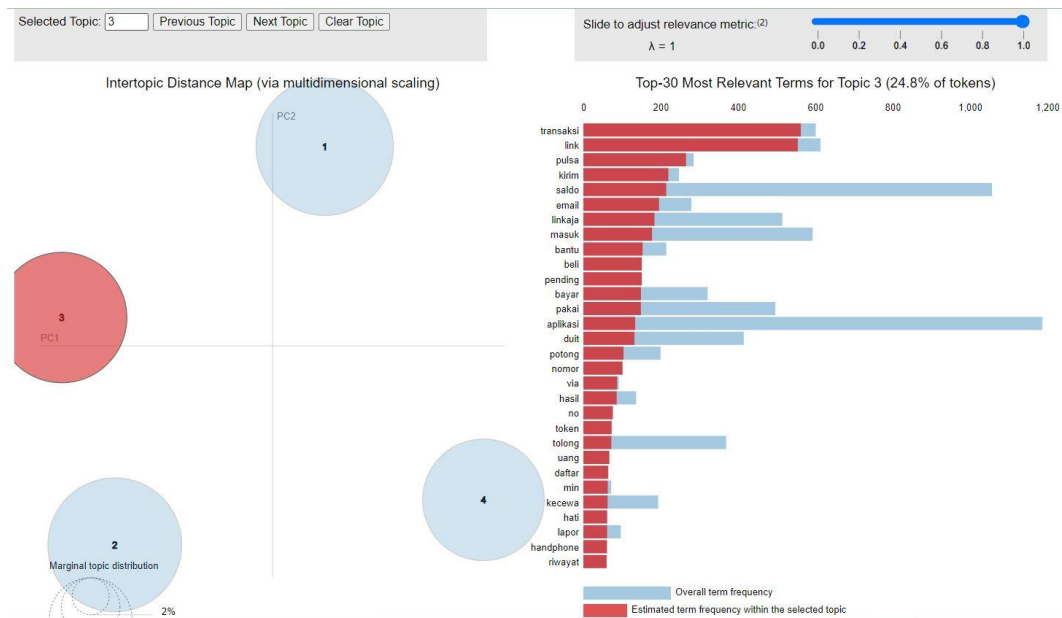 Selected Topic: 3 Previous Topic Next Topic Clear Topic
Slide to adjust relevance metric:(2)
λ = 1
0.0 0.2 0.4 0.6 0.8 1.0
Intertopic Distance Map (via multidimensional scaling)
PC2
PC1
1
3
2
4
Marginal topic distribution
2%
Top-30 Most Relevant Terms for Topic 3 (24.8% of tokens)
0 200 400 600 800 1,000 1,200
transaksi
link
pulsa
kirim
saldo
email
linkaja
masuk
bantu
beli
pending
bayar
pakai
aplikasi
duit
potong
nomor
via
hasil
no
token
tolong
uang
daftar
min
kecewa
hati
lapor
handphone
riwayat
Overall term frequency
Estimated term frequency within the selected topic